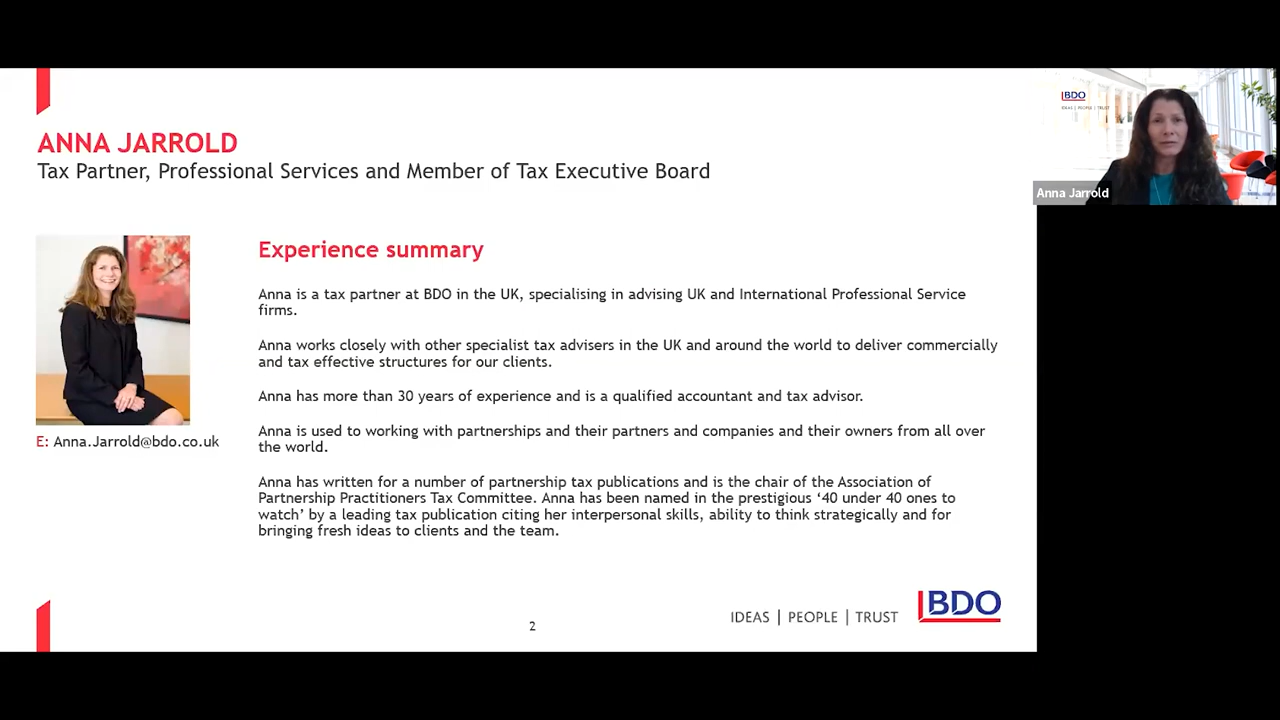 ANNA JARROLD
Tax Partner, Professional Services and Member of Tax Executive Board
BDO
IDEAS | PEOPLE | TRUST
Anna Jarrold
Experience summary
Anna is a tax partner at BDO in the UK, specialising in advising UK and International Professional Service
firms.
Anna works closely with other specialist tax advisers in the UK and around the world to deliver commercially
and tax effective structures for our clients.
Anna has more than 30 years of experience and is a qualified accountant and tax advisor.
Anna is used to working with partnerships and their partners and companies and their owners from all over
the world.
Anna has written for a number of partnership tax publications and is the chair of the Association of
Partnership Practitioners Tax Committee. Anna has been named in the prestigious ‘40 under 40 ones to
watch’ by a leading tax publication citing her interpersonal skills, ability to think strategically and for
bringing fresh ideas to clients and the team.
E: Anna.Jarrold@bdo.co.uk
2
IDEAS | PEOPLE | TRUST
BDO